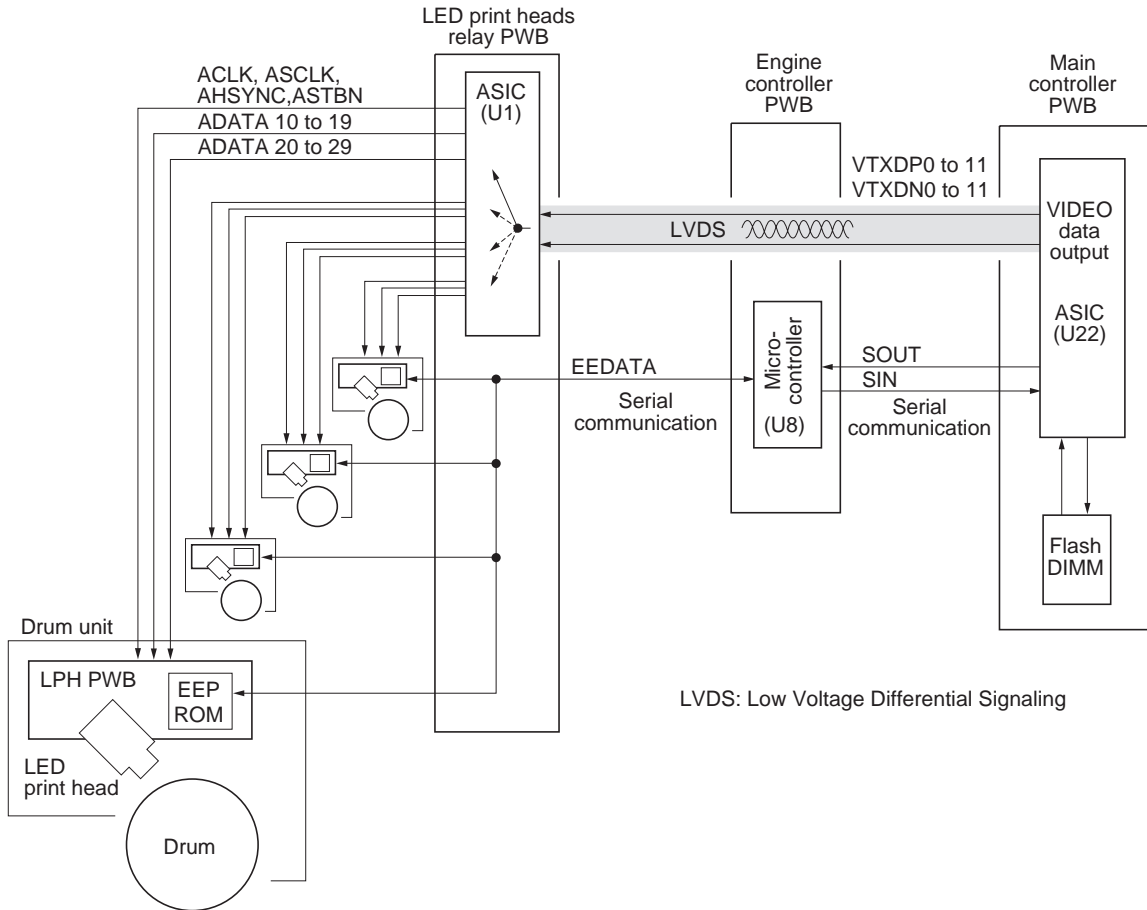 LED print heads
relay PWB
Engine
controller
PWB
Main
controller
PWB
ACLK, ASCLK,
AHSYNC,ASTBN
ADATA 10 to 19
ADATA 20 to 29
ASIC
(U1)
VTXDP0 to 11
VTXDN0 to 11
LVDS
VIDEO
data
output
ASIC
(U22)
EEDATA
Serial
communication
Micro-
controller
(U8)
SOUT
SIN
Serial
communication
Flash
DIMM
Drum unit
LPH PWB
EEP
ROM
LED
print head
Drum
LVDS: Low Voltage Differential Signaling